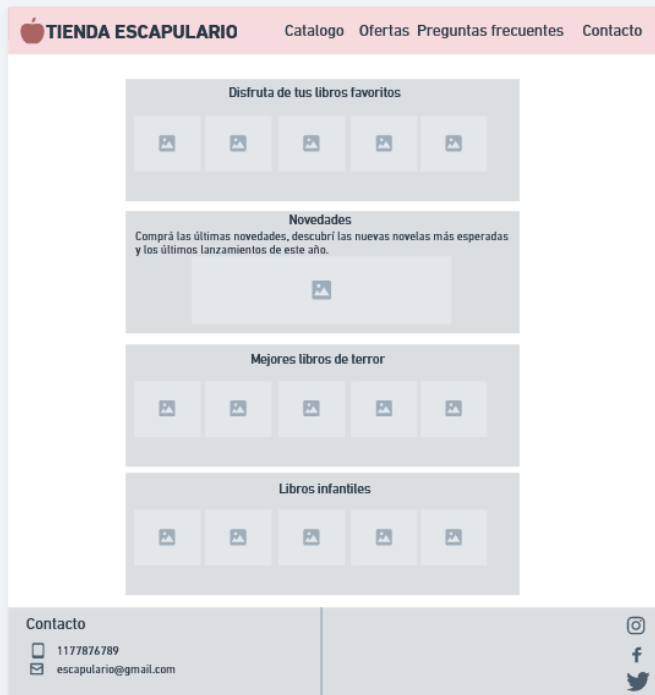 TIENDA ESCAPULARIO
Catalogo Ofertas Preguntas frecuentes Contacto
Disfruta de tus libros favoritos
Novedades
Comprá las últimas novedades, descubrí las nuevas novelas más esperadas
y los últimos lanzamientos de este año.
Mejores libros de terror
Libros infantiles
Contacto
1177876789
escapulario@gmail.com